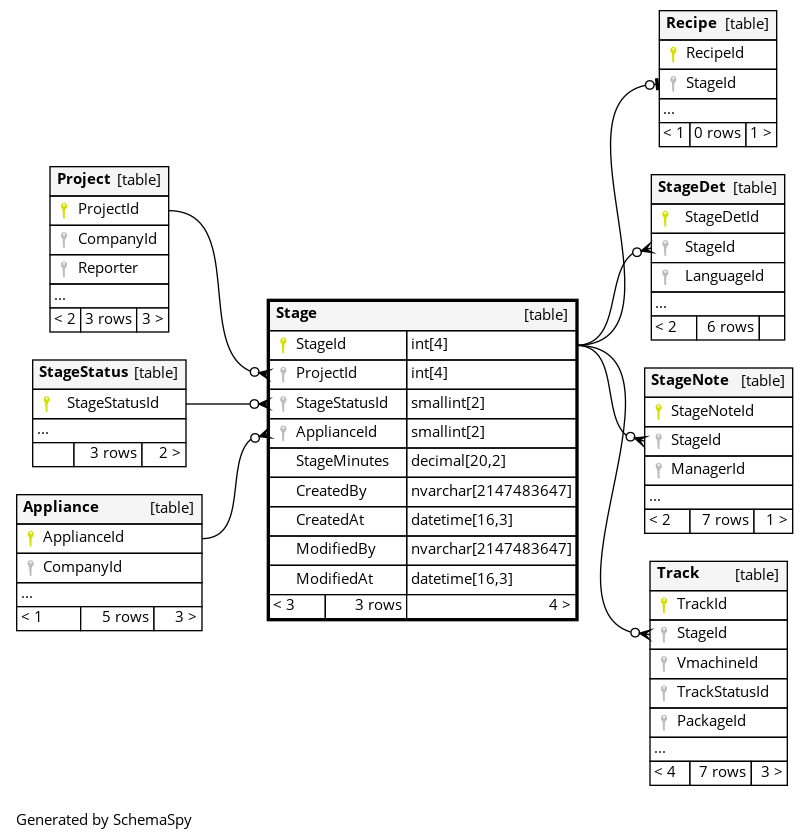 Recipe [table]
RecipeId
StageId
...
< 1 0 rows 1 >
Project [table]
ProjectId
CompanyId
Reporter
...
< 2 3 rows 3 >
StageDet [table]
StageDetId
StageId
LanguageId
...
< 2 6 rows
Stage [table]
StageId int[4]
ProjectId int[4]
StageStatusId smallint[2]
ApplianceId smallint[2]
StageMinutes decimal[20,2]
CreatedBy nvarchar[2147483647]
CreatedAt datetime[16,3]
ModifiedBy nvarchar[2147483647]
ModifiedAt datetime[16,3]
< 3 3 rows 4 >
StageStatus [table]
StageStatusId
...
3 rows 2 >
StageNote [table]
StageNoteId
StageId
ManagerId
...
< 2 7 rows 1 >
Appliance [table]
ApplianceId
CompanyId
...
< 1 5 rows 3 >
Track [table]
TrackId
StageId
VmachineId
TrackStatusId
PackageId
...
< 4 7 rows 3 >
Generated by SchemaSpy